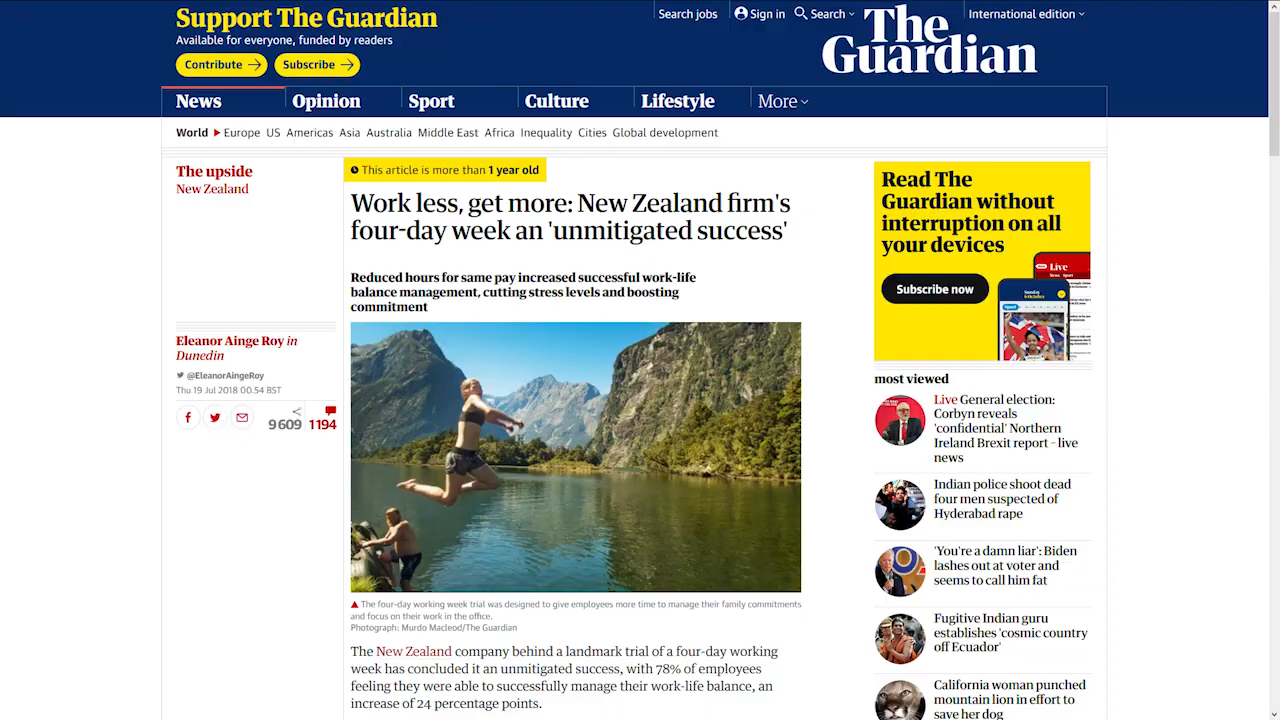 Support The Guardian
Available for everyone, funded by readers
Contribute
Subscribe
Search jobs
Sign in
Search
International edition
The
Guardian
News
Opinion
Sport
Culture
Lifestyle
More
World
Europe
US
Americas
Asia
Australia
Middle East
Africa
Inequality
Cities
Global development
The upside
New Zealand
This article is more than 1 year old
Work less, get more: New Zealand firm's
four-day week an 'unmitigated success'
Reduced hours for same pay increased successful work-life
balance management, cutting stress levels and boosting
commitment
Eleanor Ainge Roy in
Dunedin
@EleanorAingeRoy
Thu 19 Jul 2018 00.54 BST
9609
1194
The four-day working week trial was designed to give employees more time to manage their family commitments
and focus on their work in the office.
Photograph: Murdo Macleod/The Guardian
The New Zealand company behind a landmark trial of a four-day working
week has concluded it an unmitigated success, with 78% of employees
feeling they were able to successfully manage their work-life balance, an
increase of 24 percentage points.
Read The
Guardian without
interruption on all
your devices
Subscribe now
Live
most viewed
Live General election:
Corbyn reveals
'confidential' Northern
Ireland Brexit report – live
news
Indian police shoot dead
four men suspected of
Hyderabad rape
'You're a damn liar': Biden
lashes out at voter and
seems to call him fat
Fugitive Indian guru
establishes 'cosmic country
off Ecuador'
California woman punched
mountain lion in effort to
save her dog